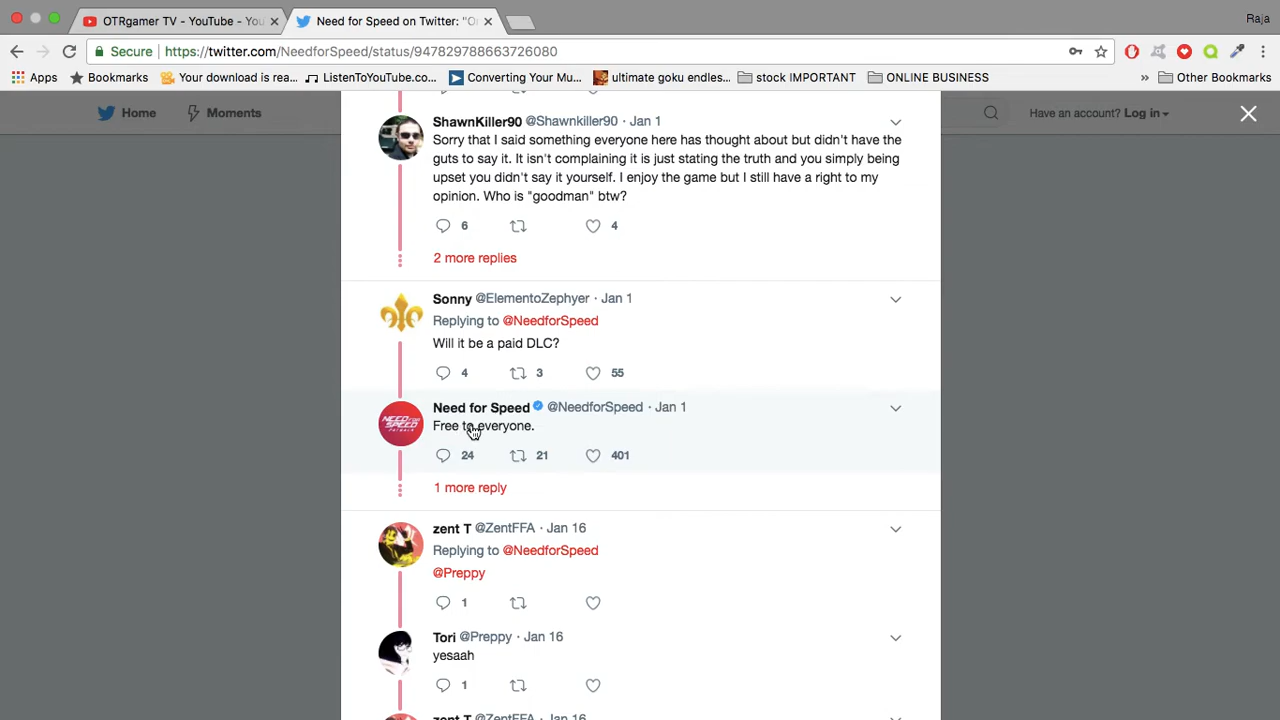 OTRgamer TV - YouTube - You
Need for Speed on Twitter: "O
Raja
Secure
https://twitter.com/NeedforSpeed/status/947829788663726080
Apps
Bookmarks
Your download is rea...
ListenToYouTube.co...
Converting Your Mu...
ultimate goku endles...
stock IMPORTANT
ONLINE BUSINESS
»
Other Bookmarks
Home
Moments
Have an account? Log in
ShawnKiller90 @Shawnkiller90 · Jan 1
Sorry that I said something everyone here has thought about but didn't have the
guts to say it. It isn't complaining it is just stating the truth and you simply being
upset you didn't say it yourself. I enjoy the game but I still have a right to my
opinion. Who is "goodman" btw?
6
4
2 more replies
Sonny @ElementoZephyer · Jan 1
Replying to @NeedforSpeed
Will it be a paid DLC?
4
3
55
NEED FOR
SPEED
Need for Speed @NeedforSpeed · Jan 1
Free to everyone.
24
21
401
1 more reply
zent T @ZentFFA · Jan 16
Replying to @NeedforSpeed
@Preppy
1
Tori @Preppy · Jan 16
yesaah
1
zent T @ZentFFA · Jan 16